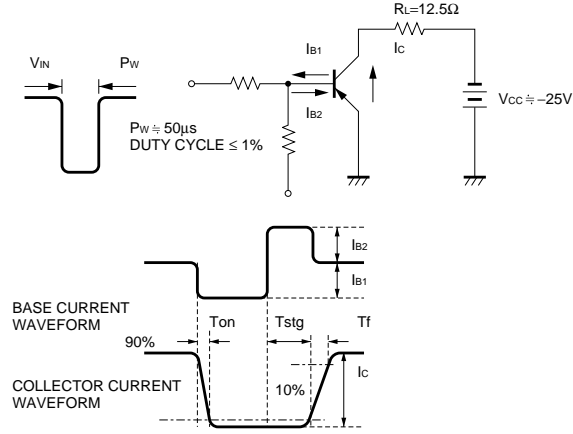 RL=12.5Ω
IB1
IC
VIN
PW
IB2
VCC ≒ −25V
PW ≒ 50µs
DUTY CYCLE ≤ 1%
IB2
IB1
BASE CURRENT
WAVEFORM
Ton
Tstg
Tf
90%
IC
10%
COLLECTOR CURRENT
WAVEFORM